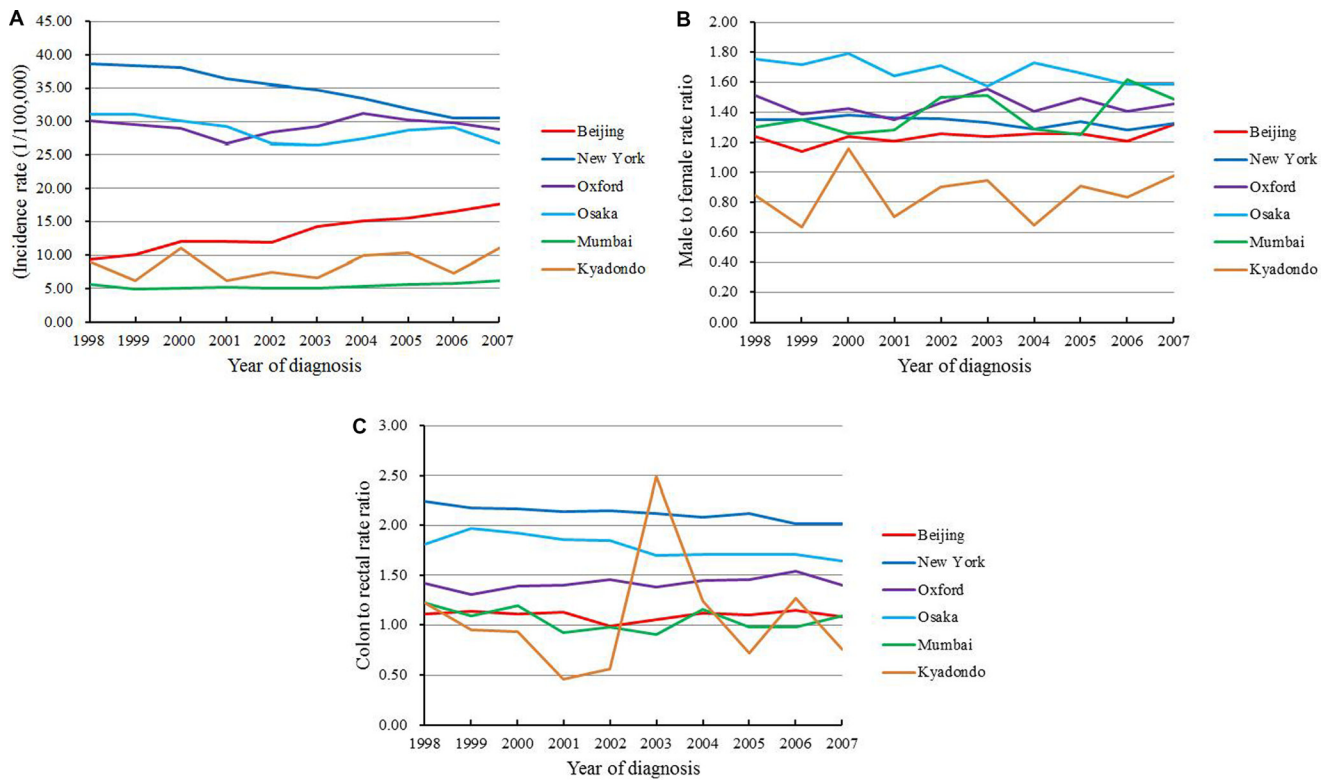 A
(Incidence rate (1/100,000)
45.00
40.00
35.00
30.00
25.00
20.00
15.00
10.00
5.00
0.00
1998 1999 2000 2001 2002 2003 2004 2005 2006 2007
Year of diagnosis
Beijing
New York
Oxford
Osaka
Mumbai
Kyadondo
B
Male to female rate ratio
2.00
1.80
1.60
1.40
1.20
1.00
0.80
0.60
0.40
0.20
0.00
1998 1999 2000 2001 2002 2003 2004 2005 2006 2007
Year of diagnosis
Beijing
New York
Oxford
Osaka
Mumbai
Kyadondo
C
Colon to rectal rate ratio
3.00
2.50
2.00
1.50
1.00
0.50
0.00
1998 1999 2000 2001 2002 2003 2004 2005 2006 2007
Year of diagnosis
Beijing
New York
Oxford
Osaka
Mumbai
Kyadondo